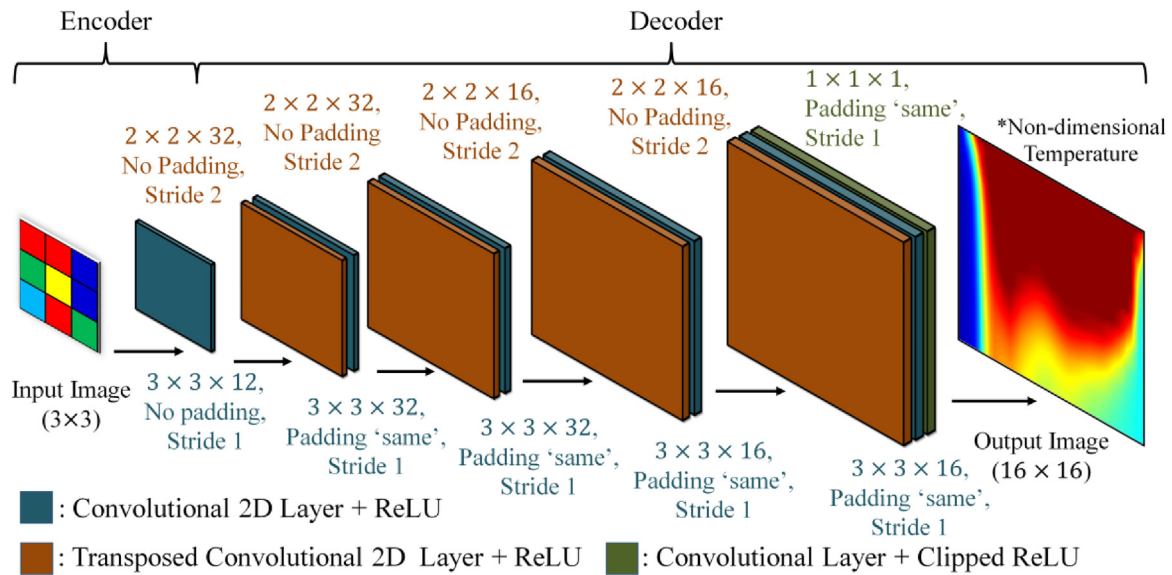 Encoder
Decoder
2 × 2 × 32,
No Padding,
Stride 2
2 × 2 × 32,
No Padding
Stride 2
2 × 2 × 16,
No Padding,
Stride 2
2 × 2 × 16,
No Padding,
Stride 2
1 × 1 × 1,
Padding ‘same’,
Stride 1
*Non-dimensional
Temperature
Input Image
(3×3)
3 × 3 × 12,
No padding,
Stride 1
3 × 3 × 32,
Padding ‘same’,
Stride 1
3 × 3 × 32,
Padding ‘same’,
Stride 1
3 × 3 × 16,
Padding ‘same’,
Stride 1
3 × 3 × 16,
Padding ‘same’,
Stride 1
Output Image
(16 × 16)
: Convolutional 2D Layer + ReLU
: Transposed Convolutional 2D Layer + ReLU
: Convolutional Layer + Clipped ReLU